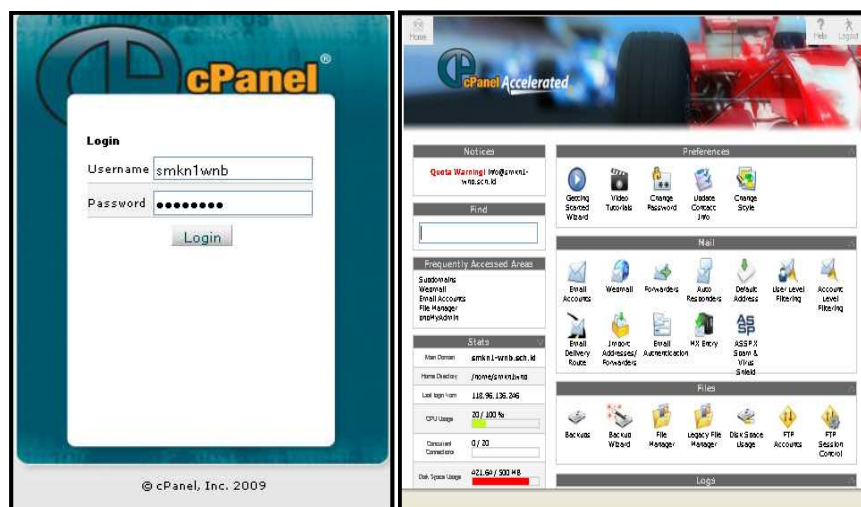 cPanel®
Login
Username smkn1wnb
Password ••••••••
Login
© cPanel, Inc. 2009
Home
Help Logout
cPanel Accelerated
Notices
Quota Warning! info@smkn1-
wnb.sch.id
Find
Frequently Accessed Areas
Subdomains
Webmail
Email Accounts
File Manager
phpMyAdmin
Stats
Main Domain smkn1-wnb.sch.id
Home Directory /home/smkn1wnb
Last login from 118.96.136.246
CPU Usage 20 / 100 %
Concurrent Connections 0 / 20
Disk Space Usage 421.64 / 500 MB
Preferences
Getting Started Wizard
Video Tutorials
Change Password
Update Contact Info
Change Style
Mail
Email Accounts
Webmail
Forwarders
Auto Responders
Default Address
User Level Filtering
Account Level Filtering
Email Delivery Route
Import Addresses/ Forwarders
Email Authentication
MX Entry
ASSP X Spam & Virus Shield
Files
Backups
Backup Wizard
File Manager
Legacy File Manager
Disk Space Usage
FTP Accounts
FTP Session Control
Logs